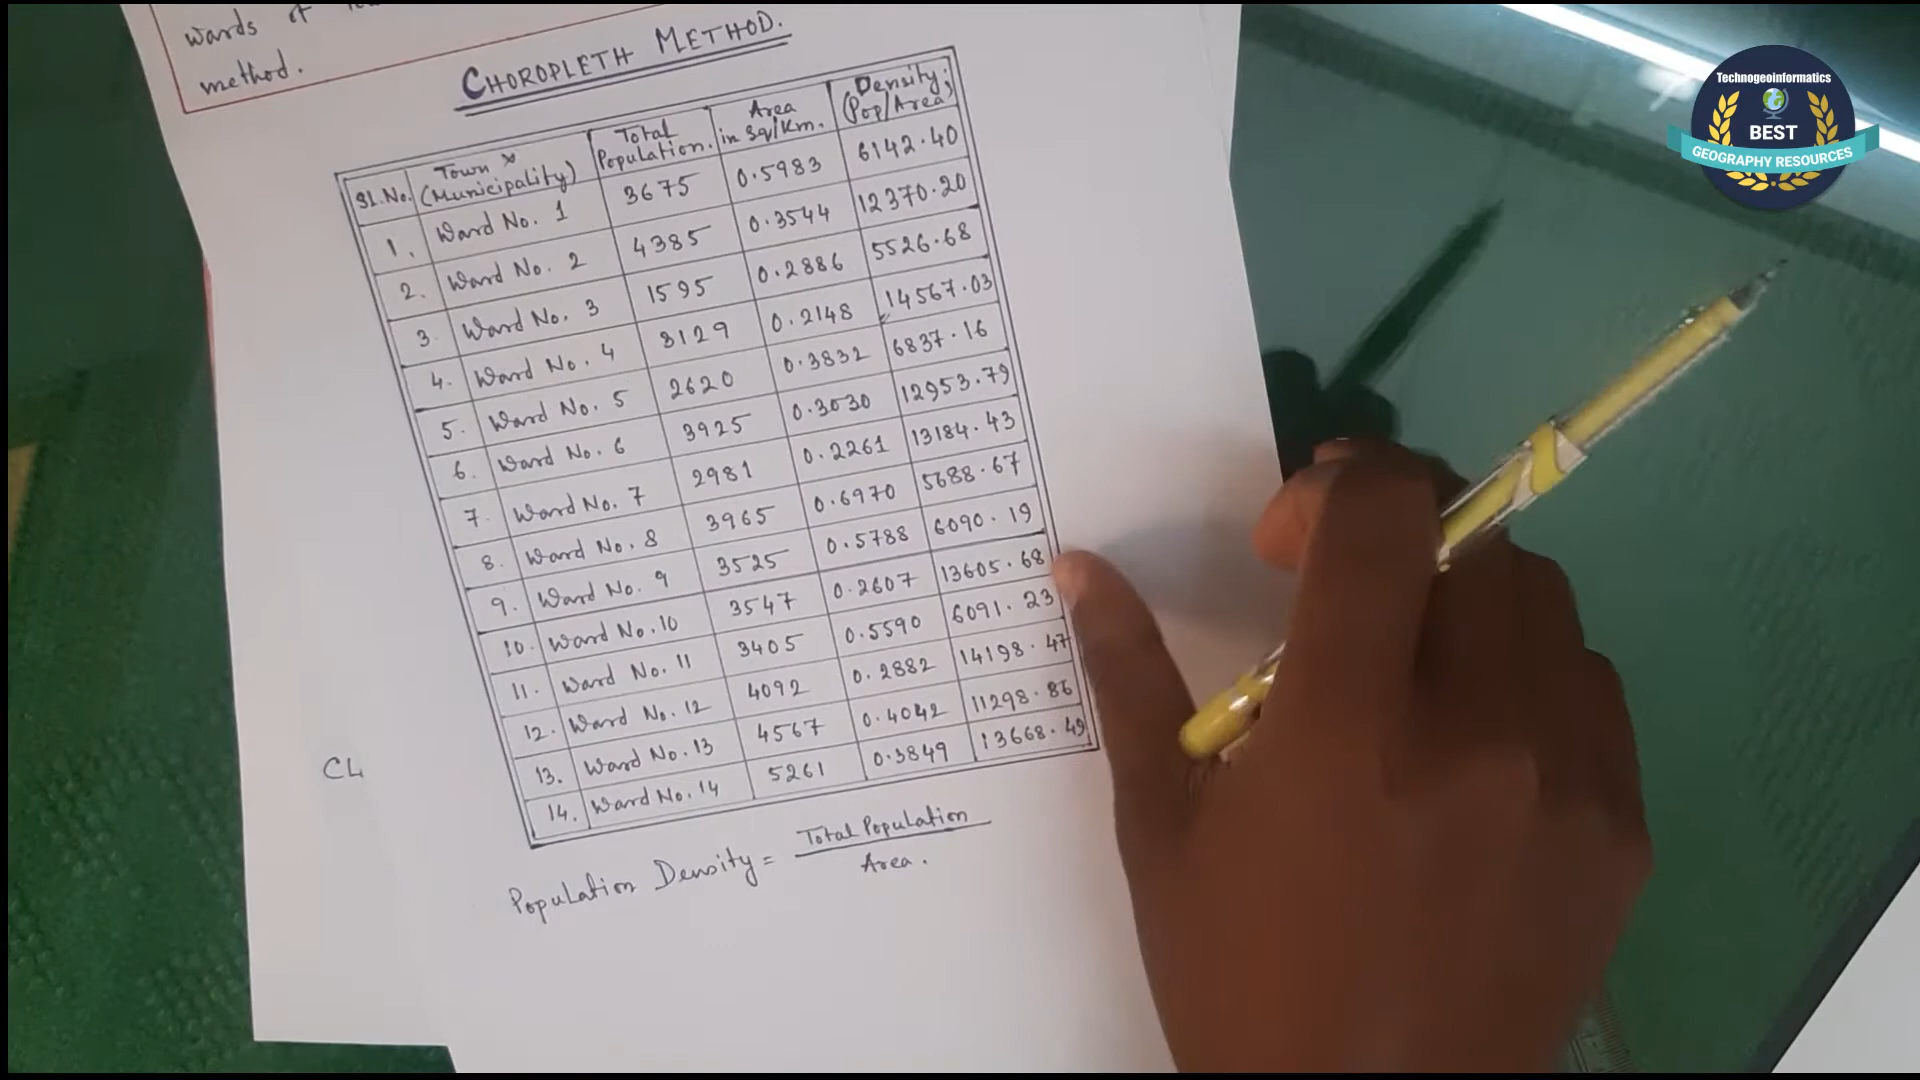 wards of
method.
CHOROPLETH METHOD.
Sl. No. Town (Municipality) Total Population. Area in Sq/Km. Density; (Pop/Area)
1. Ward No. 1 3675 0.5983 6142.40
2. Ward No. 2 4385 0.3544 12370.20
3. Ward No. 3 1595 0.2886 5526.68
4. Ward No. 4 3129 0.2148 14567.03
5. Ward No. 5 2620 0.3832 6837.16
6. Ward No. 6 3925 0.3030 12953.79
7. Ward No. 7 2981 0.2261 13184.43
8. Ward No. 8 3965 0.6970 5688.67
9. Ward No. 9 3525 0.5788 6090.19
10. Ward No. 10 3547 0.2607 13605.68
11. Ward No. 11 3405 0.5590 6091.23
12. Ward No. 12 4092 0.2882 14198.47
13. Ward No. 13 4567 0.4042 11298.86
14. Ward No. 14 5261 0.3849 13668.49
CL
Population Density = Total Population
Area.
Technogeoinformatics
BEST
GEOGRAPHY RESOURCES